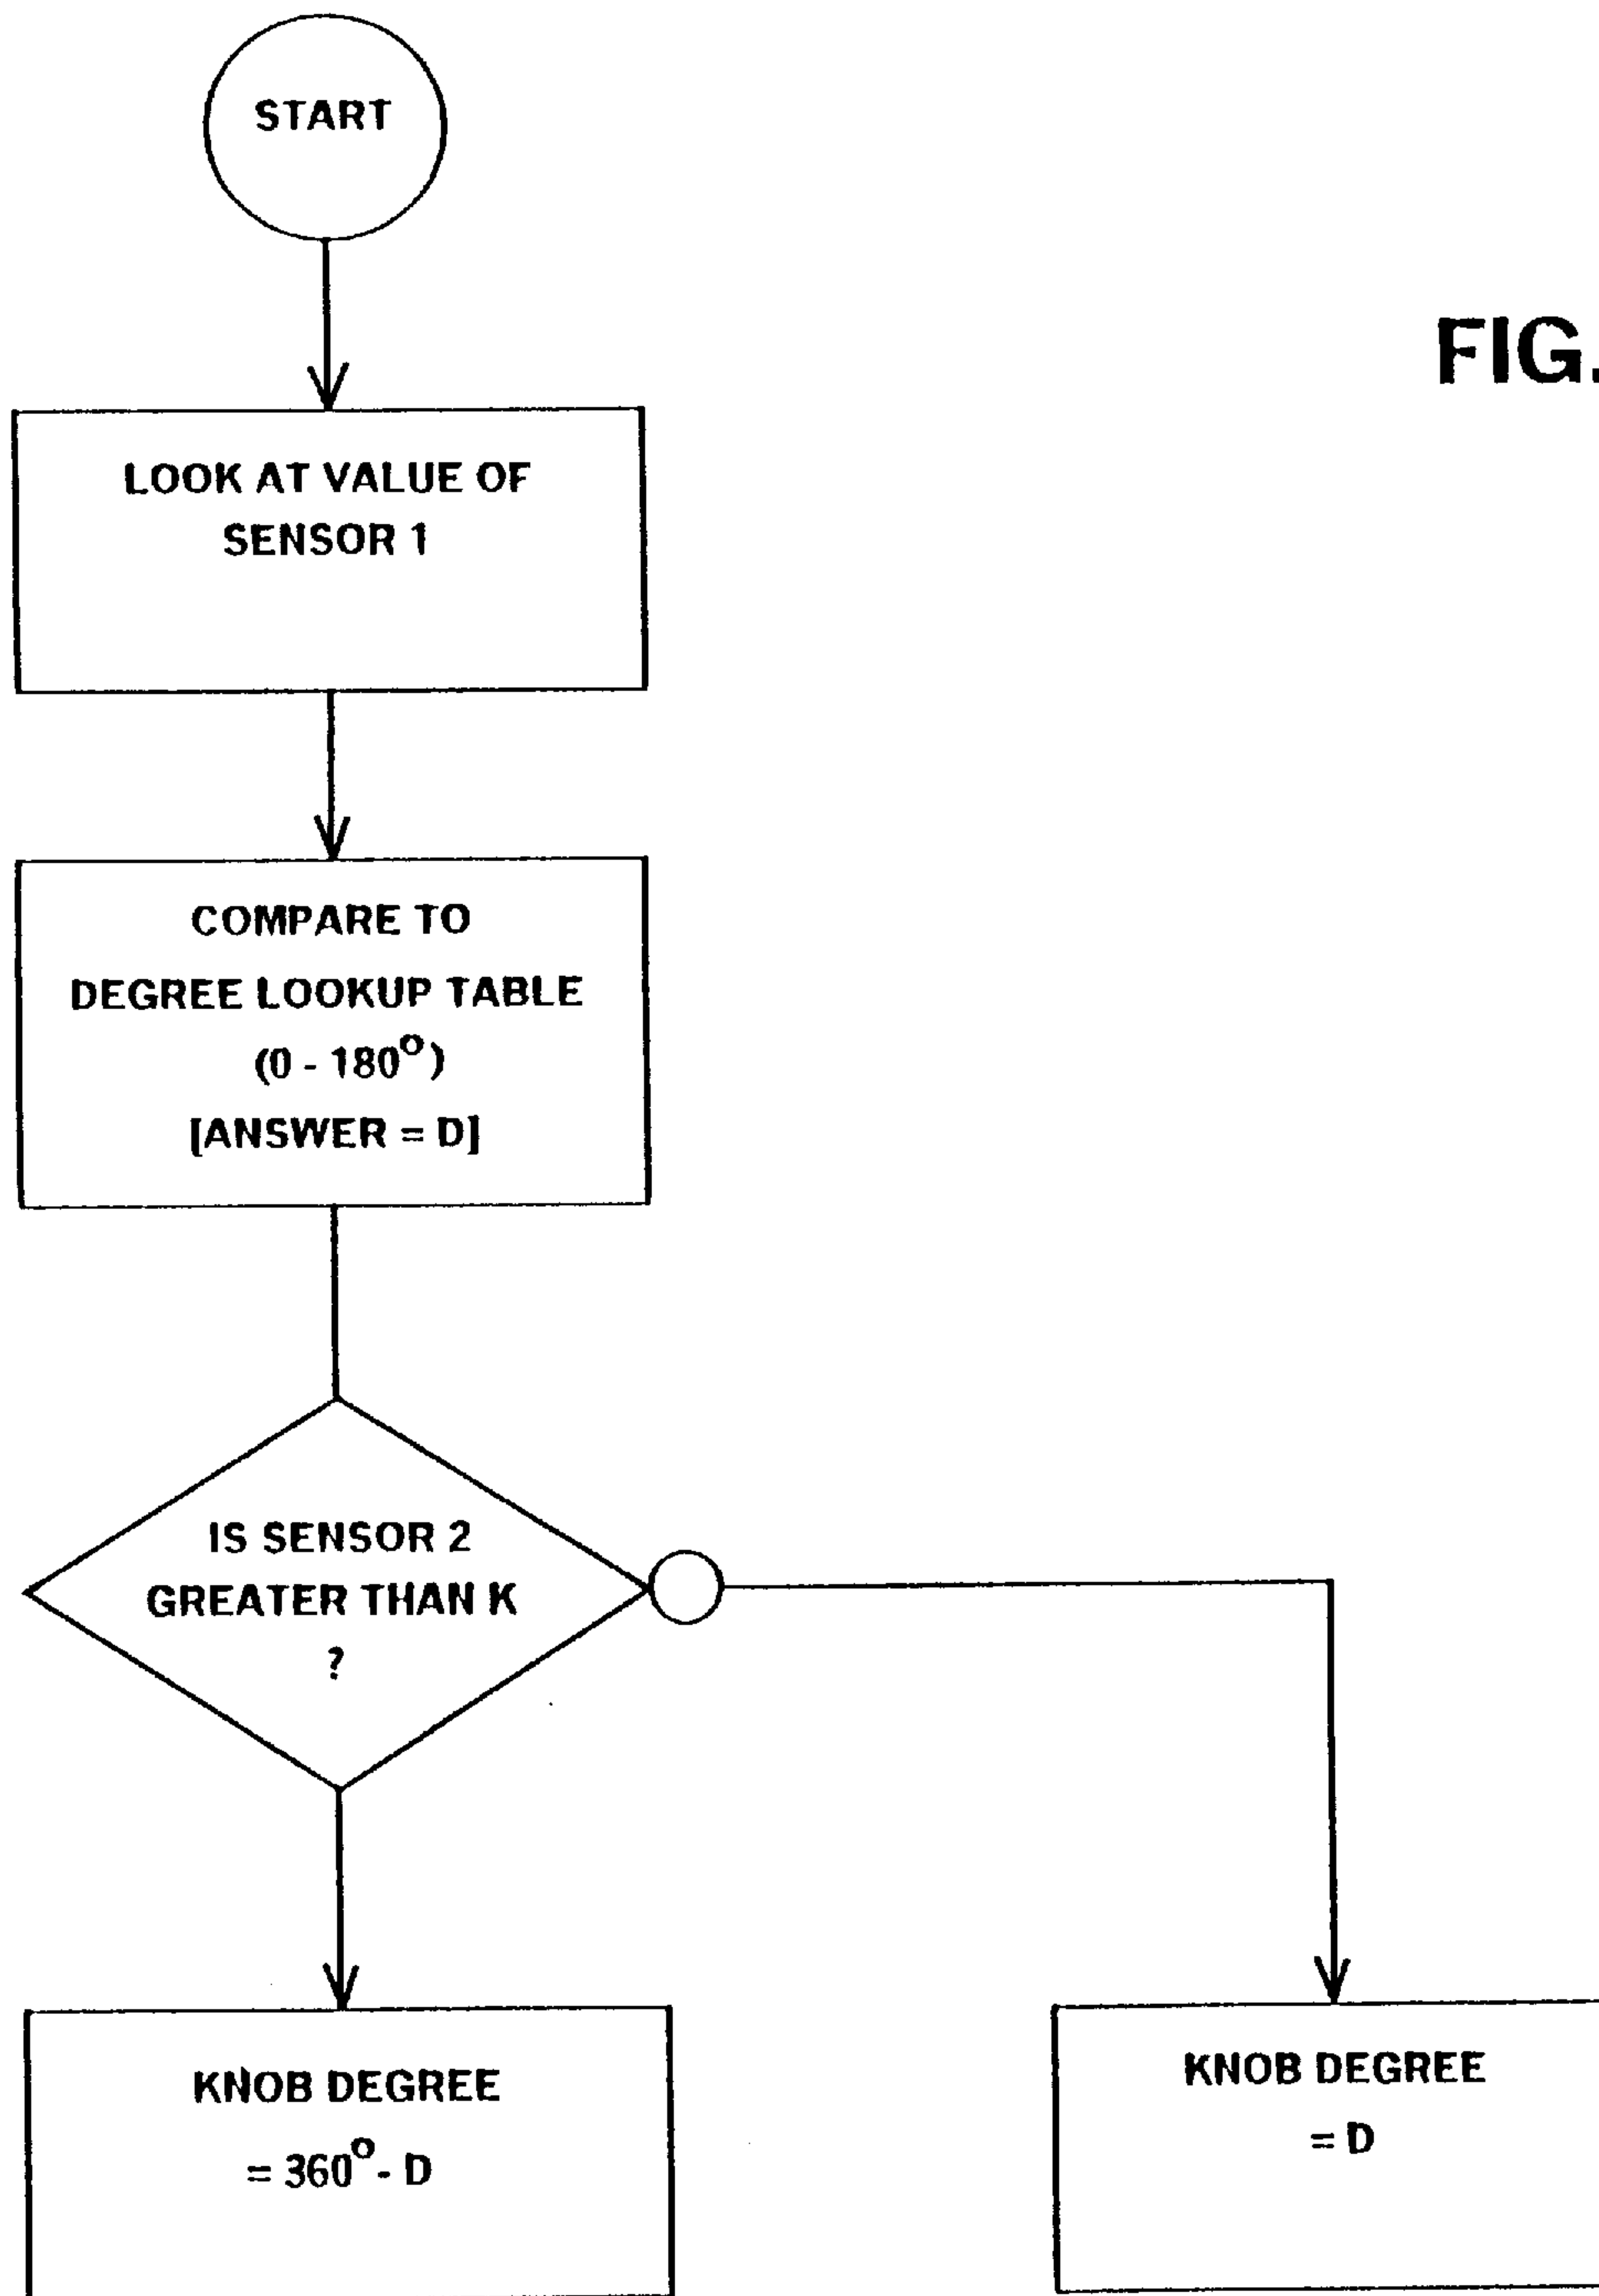 START
FIG.
LOOK AT VALUE OF
SENSOR 1
COMPARE TO
DEGREE LOOKUP TABLE
(0 - 180°)
[ANSWER = D]
IS SENSOR 2
GREATER THAN K
?
KNOB DEGREE
= 360° - D
KNOB DEGREE
= D